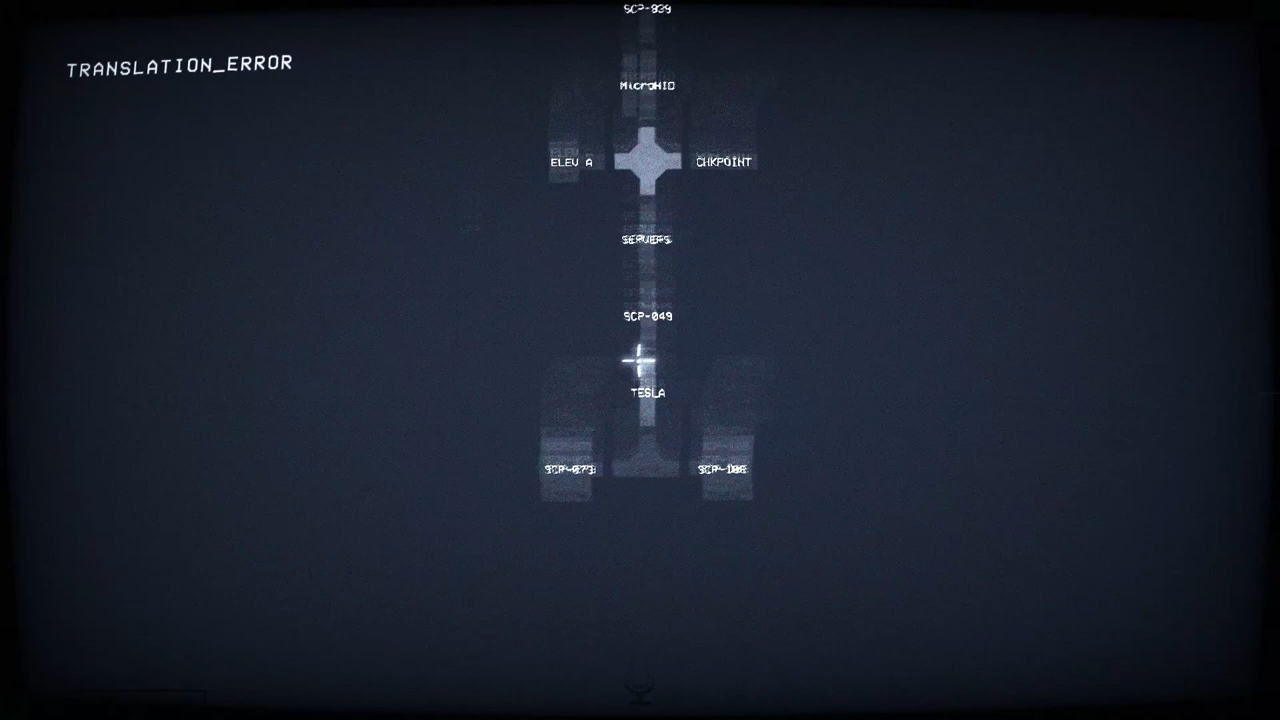 SCP-939
TRANSLATION_ERROR
MicroHID
ELEV A
CHKPOINT
SERVERS
SCP-049
TESLA